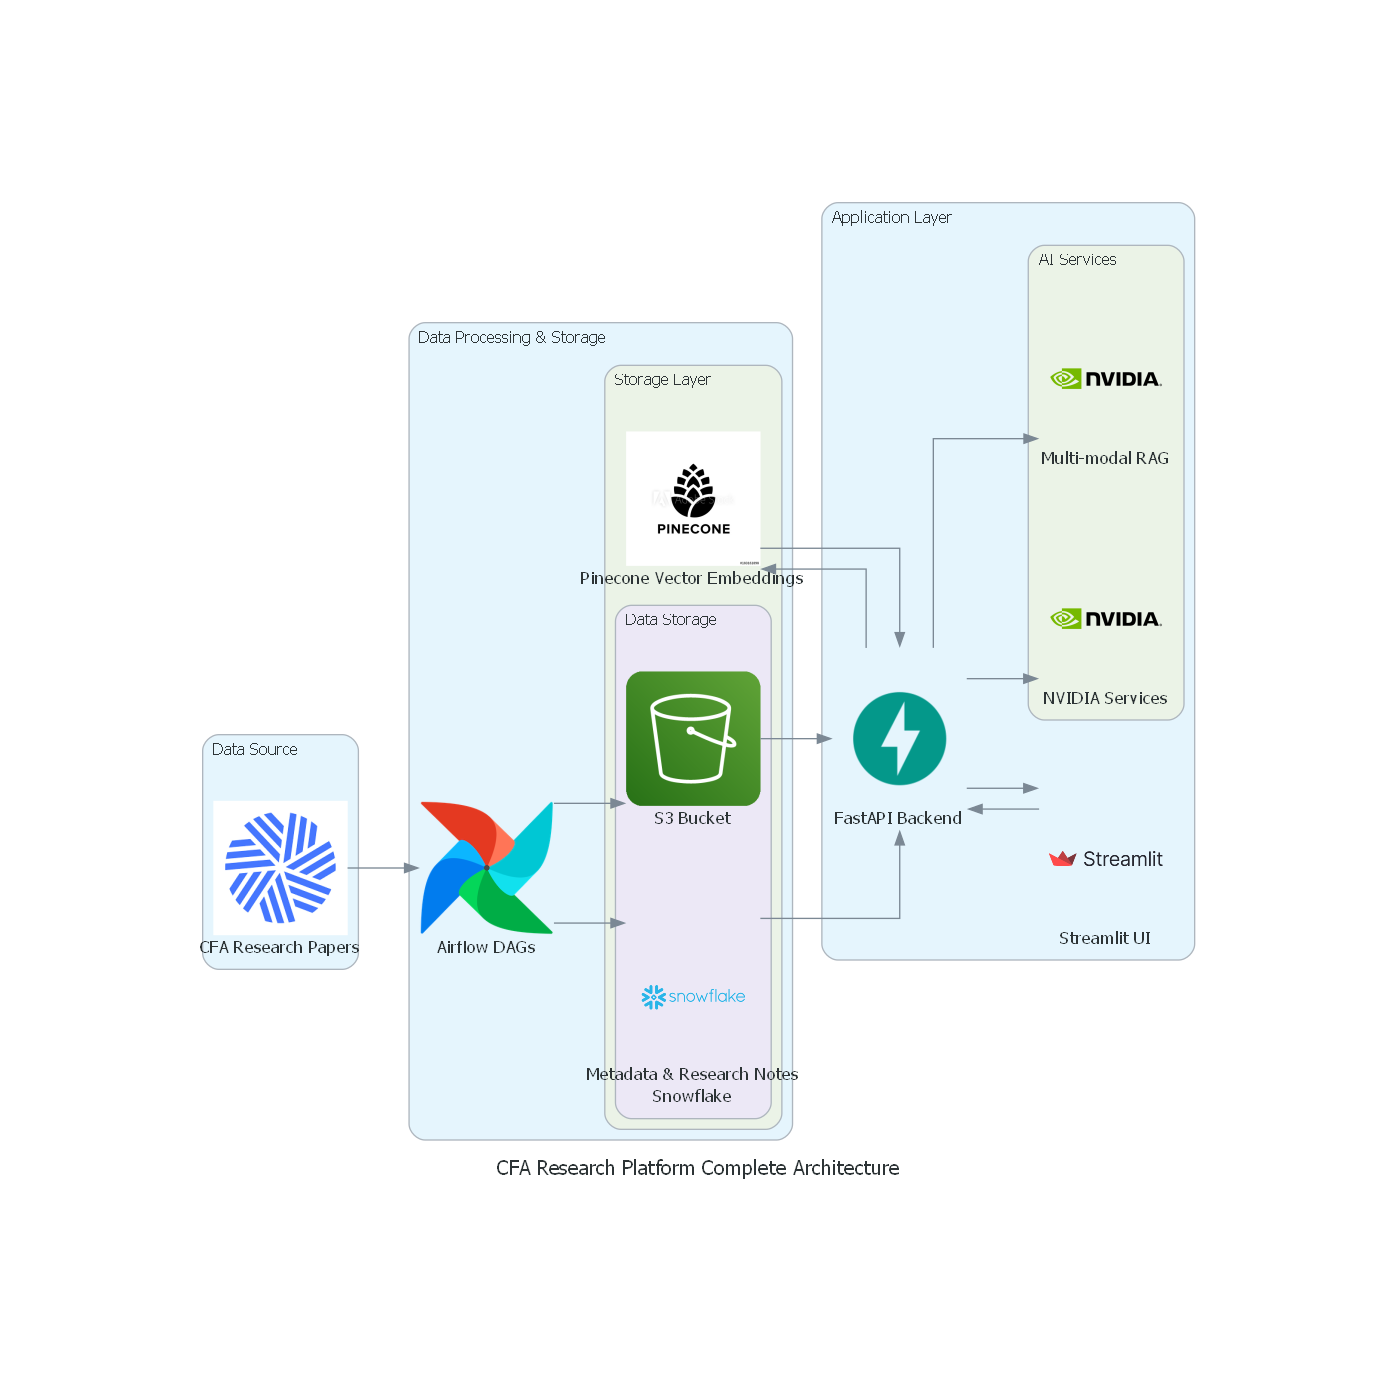 Application Layer
AI Services
NVIDIA.
Multi-modal RAG
NVIDIA.
NVIDIA Services
Data Processing & Storage
Storage Layer
PINECONE
Pinecone Vector Embeddings
Data Storage
S3 Bucket
FastAPI Backend
Data Source
CFA Research Papers
Airflow DAGs
Streamlit
Streamlit UI
snowflake
Metadata & Research Notes
Snowflake
CFA Research Platform Complete Architecture